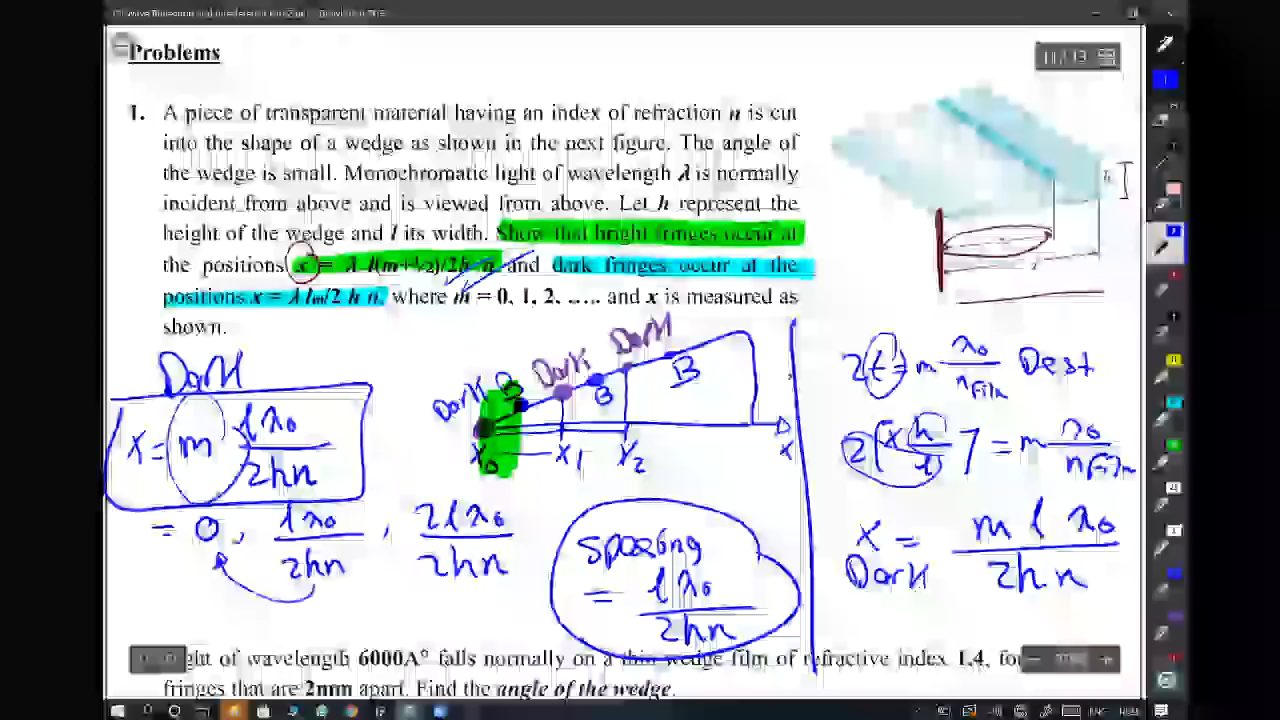 Problems
1. A piece of transparent material having an index of refraction n is cut
into the shape of a wedge as shown in the next figure. The angle of
the wedge is small. Monochromatic light of wavelength λ is normally
incident from above and is viewed from above. Let h represent the
height of the wedge and l its width. Show that bright fringes occur at
the positions x = λ l(m+½)/2h n, and dark fringes occur at the
positions x = λ lm/2 h n, where m = 0, 1, 2, ..... and x is measured as
shown.
Dark
x = m lλ₀/2hn
= 0, lλ₀/2hn, 2lλ₀/2hn
Dark B Dark B Dark B
X₀ X₁ X₂ X
Spacing
= lλ₀/2hn
2t = m λ₀/n Film Dest
2[x h/l] = m λ₀/n Film
x Dark = m l λ₀/2hn
ght of wavelength 6000A° falls normally on a thin wedge film of refractive index 1.4, fo
fringes that are 2mm apart. Find the angle of the wedge.